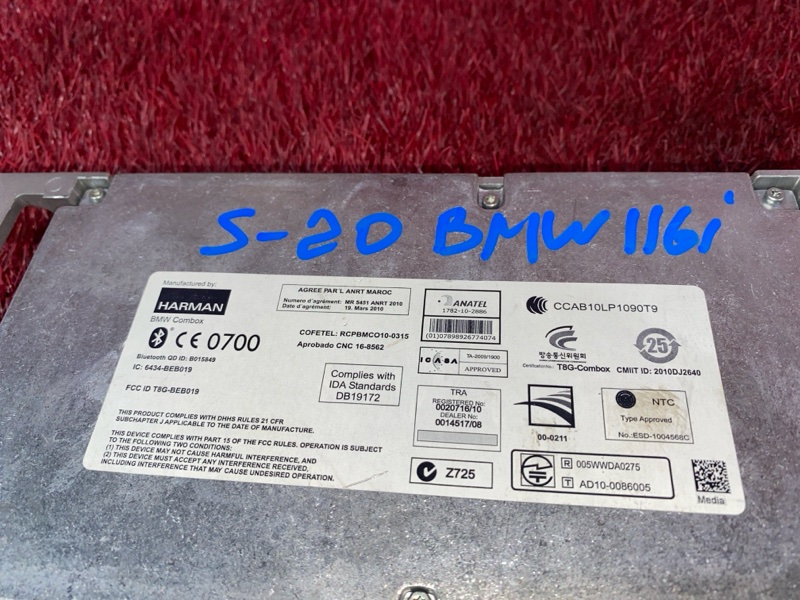 S-20 BMW 116i
Manufactured by:
HARMAN
BMW Combox
CE 0700
Bluetooth QD ID: B015849
IC: 6434-BEB019
FCC ID T8G-BEB019
THIS PRODUCT COMPLIES WITH DHHS RULES 21 CFR
SUBCHAPTER J APPLICABLE TO DATE OF MANUFACTURE.
THIS DEVICE COMPLIES WITH PART 15 OF THE FCC RULES. OPERATION IS SUBJECT
TO THE FOLLOWING TWO CONDITIONS:
(1) THIS DEVICE MAY NOT CAUSE HARMFUL INTERFERENCE, AND
(2) THIS DEVICE MUST ACCEPT ANY INTERFERENCE RECEIVED,
INCLUDING INTERFERENCE THAT MAY CAUSE UNDESIRED OPERATION.
AGREE PAR'L ANRT MAROC
Numero d'agrément: MR 5451 ANRT 2010
Date d'agrément: 19. Mars 2010
COFETEL: RCPBMCO10-0315
Aprobado CNC 16-8562
Complies with
IDA Standards
DB19172
ANATEL
1782-10-2886
(01)07898926774074
ICASA
TA-2000/1900
APPROVED
TRA
REGISTERED No:
0020716/10
DEALER No:
0014517/08
Z725
CCAB10LP1090T9
방송통신위원회
25
T8G-Combox
CMIIT ID: 2010DJ2640
00-0211
NTC
Type Approved
No.:ESD-1004568C
R 005WWDA0275
T AD10-0086005
Media